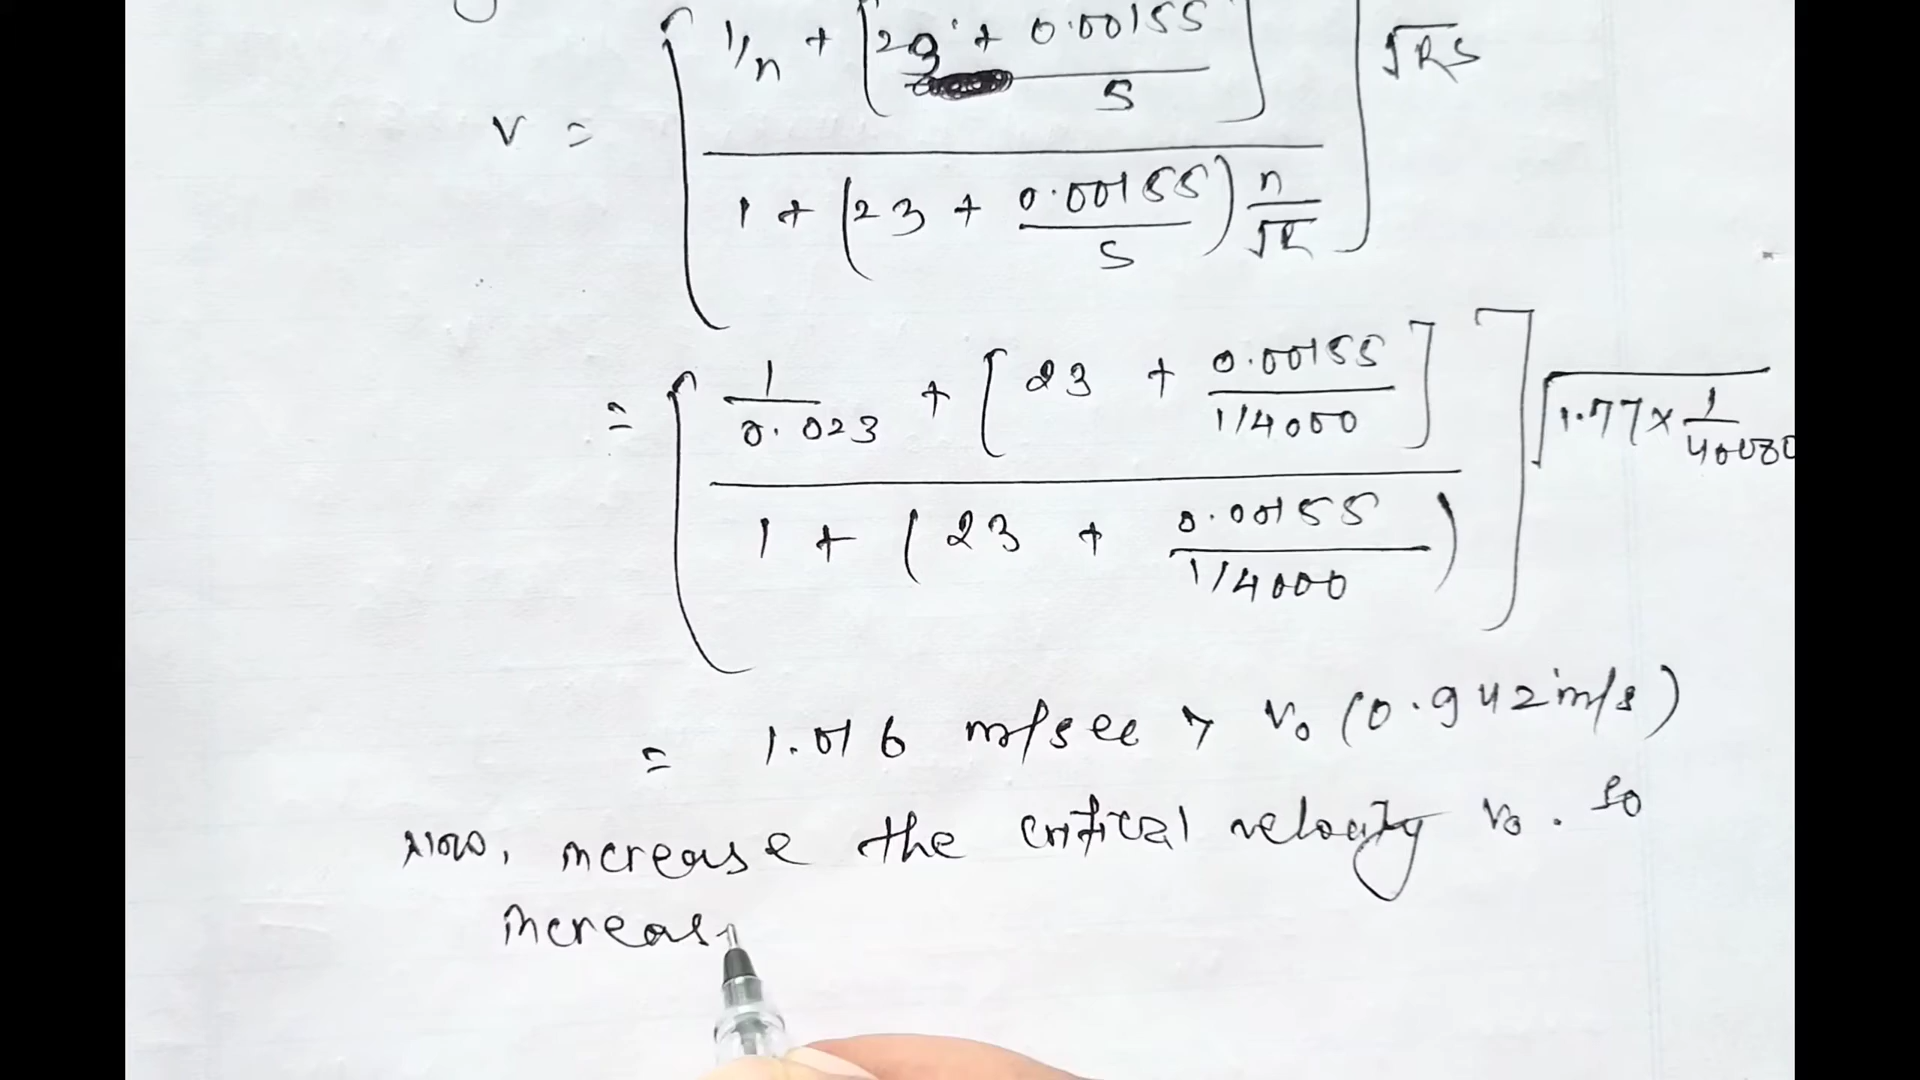 v = [ 1/n + [ 23 + 0.00155 / S ] / 1 + ( 23 + 0.00155 / S ) n / √R ] √RS
= [ 1 / 0.023 + [ 23 + 0.00155 / 1/4000 ] / 1 + ( 23 + 0.00155 / 1/4000 ) ] √1.77 × 1 / 4000
= 1.016 m/sec > V₀ (0.942 m/s)
Now, increase the critical velocity V₀. So
increas